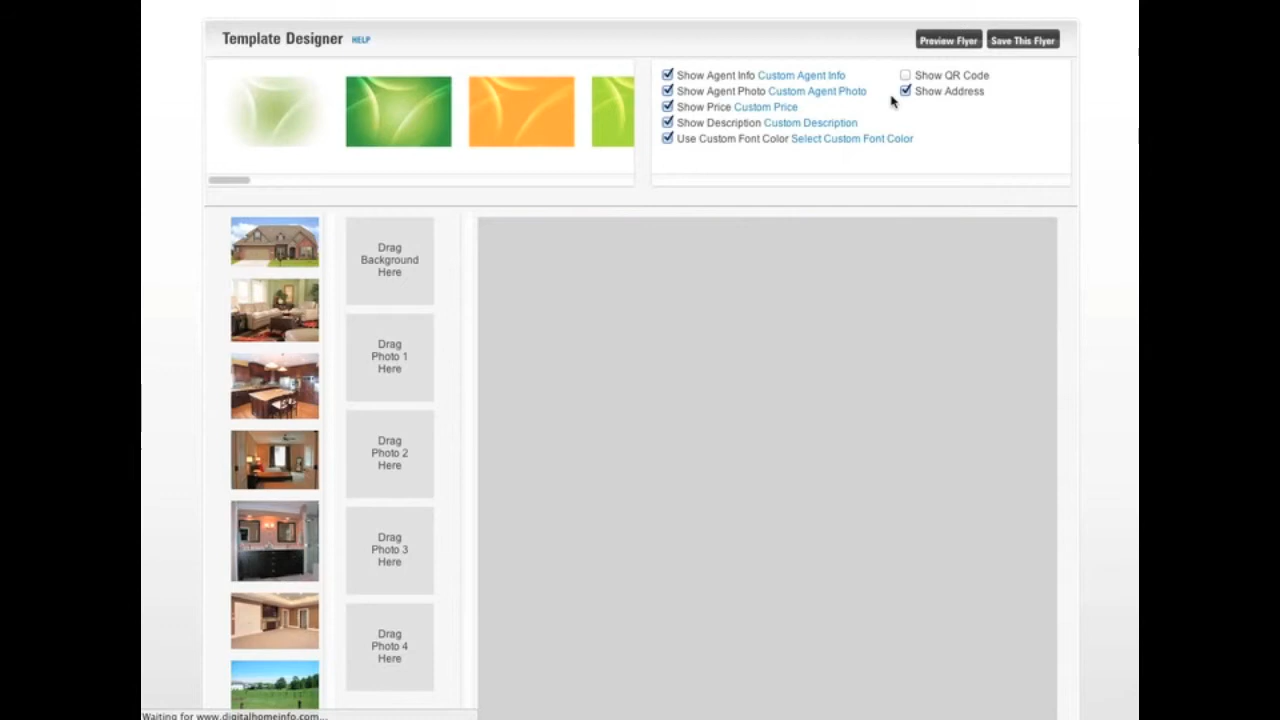 Template Designer HELP
Preview Flyer Save This Flyer
Show Agent Info Custom Agent Info
Show Agent Photo Custom Agent Photo
Show Price Custom Price
Show Description Custom Description
Use Custom Font Color Select Custom Font Color
Show QR Code
Show Address
Drag
Background
Here
Drag
Photo 1
Here
Drag
Photo 2
Here
Drag
Photo 3
Here
Drag
Photo 4
Here
Waiting for www.digitalhomeinfo.com...